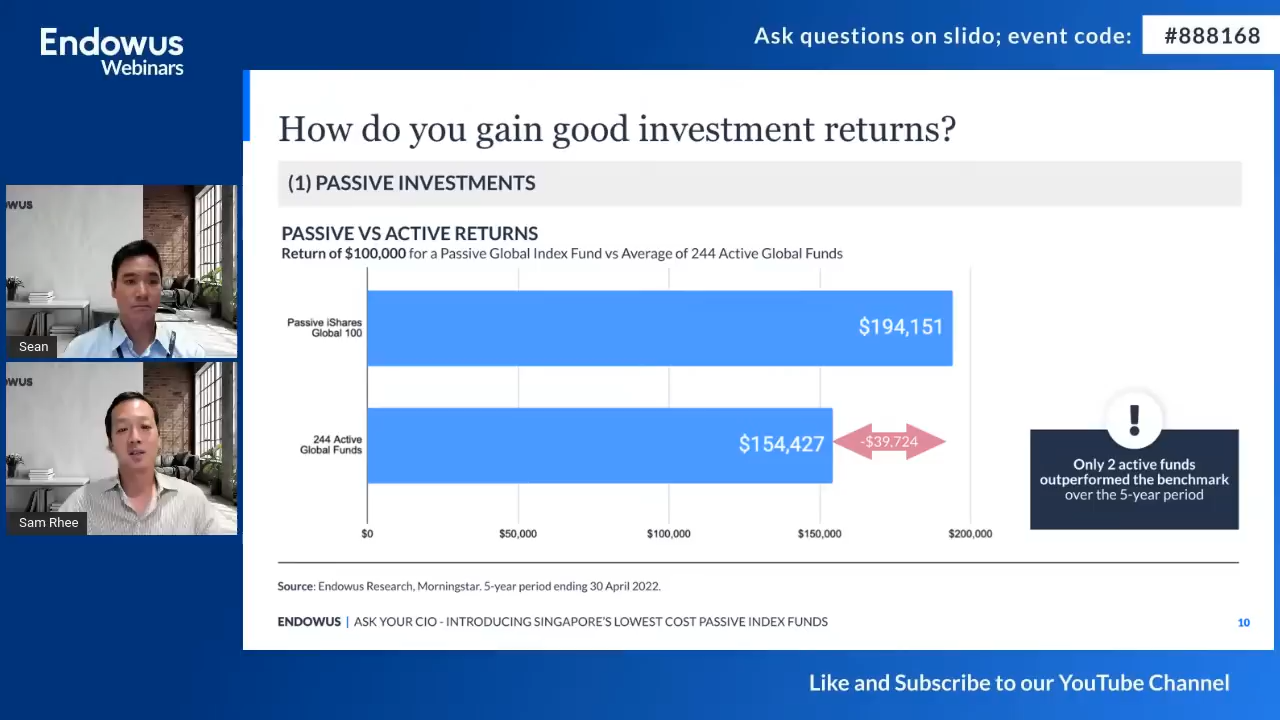 Endowus
Webinars
Ask questions on slido; event code: #888168
How do you gain good investment returns?
(1) PASSIVE INVESTMENTS
PASSIVE VS ACTIVE RETURNS
Return of $100,000 for a Passive Global Index Fund vs Average of 244 Active Global Funds
Passive iShares
Global 100
$194,151
244 Active
Global Funds
$154,427
-$39,724
$0
$50,000
$100,000
$150,000
$200,000
!
Only 2 active funds
outperformed the benchmark
over the 5-year period
Source: Endowus Research, Morningstar. 5-year period ending 30 April 2022.
ENDOWUS | ASK YOUR CIO - INTRODUCING SINGAPORE'S LOWEST COST PASSIVE INDEX FUNDS
10
owus
Sean
owus
Sam Rhee
Like and Subscribe to our YouTube Channel